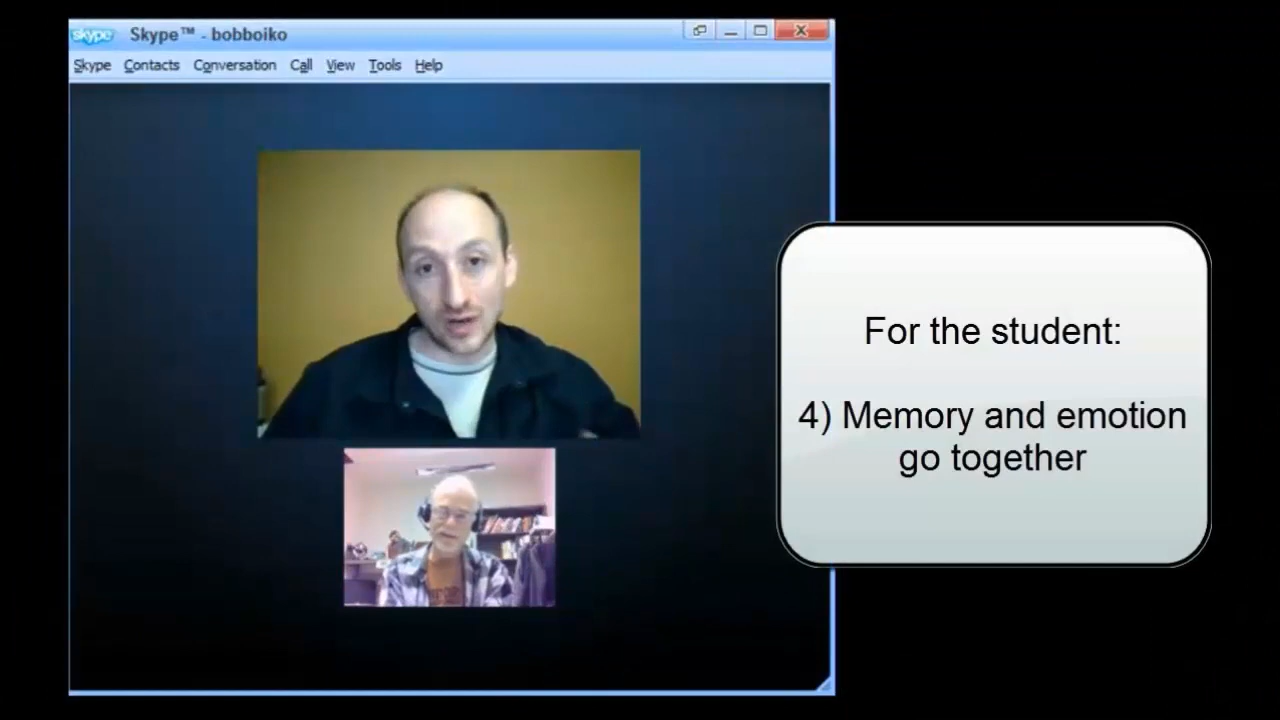 Skype™ - bobboiko
Skype Contacts Conversation Call View Tools Help
For the student:
4) Memory and emotion
go together